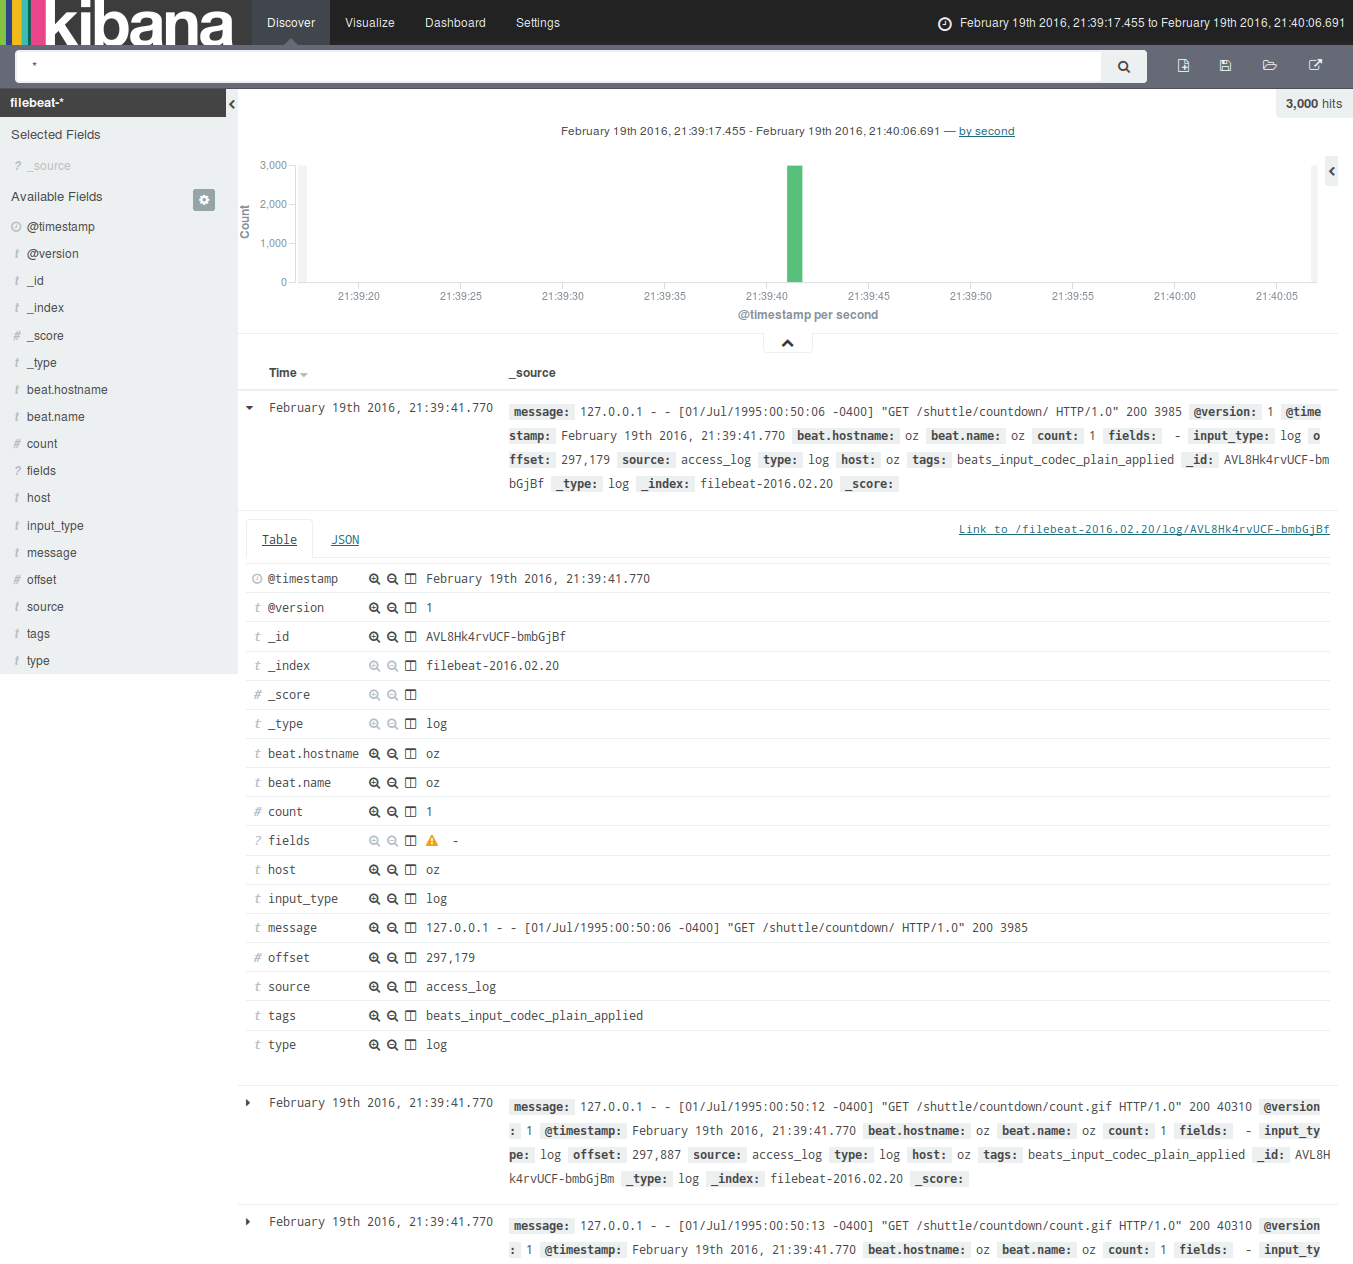 kibana
Discover Visualize Dashboard Settings February 19th 2016, 21:39:17.455 to February 19th 2016, 21:40:06.691
*
filebeat-*
3,000 hits
Selected Fields
? _source
Available Fields
@timestamp
t @version
t _id
t _index
# _score
t _type
t beat.hostname
t beat.name
# count
? fields
t host
t input_type
t message
# offset
t source
t tags
t type
February 19th 2016, 21:39:17.455 - February 19th 2016, 21:40:06.691 — by second
Count
3,000
2,000
1,000
0
21:39:20 21:39:25 21:39:30 21:39:35 21:39:40 21:39:45 21:39:50 21:39:55 21:40:00 21:40:05
@timestamp per second
Time _source
February 19th 2016, 21:39:41.770 message: 127.0.0.1 - - [01/Jul/1995:00:50:06 -0400] "GET /shuttle/countdown/ HTTP/1.0" 200 3985 @version: 1 @time
stamp: February 19th 2016, 21:39:41.770 beat.hostname: oz beat.name: oz count: 1 fields: - input_type: log o
ffset: 297,179 source: access_log type: log host: oz tags: beats_input_codec_plain_applied _id: AVL8Hk4rvUCF-bm
bGjBf _type: log _index: filebeat-2016.02.20 _score:
Table JSON Link to /filebeat-2016.02.20/log/AVL8Hk4rvUCF-bmbGjBf
@timestamp February 19th 2016, 21:39:41.770
t @version 1
t _id AVL8Hk4rvUCF-bmbGjBf
t _index filebeat-2016.02.20
# _score
t _type log
t beat.hostname oz
t beat.name oz
# count 1
? fields -
t host oz
t input_type log
t message 127.0.0.1 - - [01/Jul/1995:00:50:06 -0400] "GET /shuttle/countdown/ HTTP/1.0" 200 3985
# offset 297,179
t source access_log
t tags beats_input_codec_plain_applied
t type log
February 19th 2016, 21:39:41.770 message: 127.0.0.1 - - [01/Jul/1995:00:50:12 -0400] "GET /shuttle/countdown/count.gif HTTP/1.0" 200 40310 @version
: 1 @timestamp: February 19th 2016, 21:39:41.770 beat.hostname: oz beat.name: oz count: 1 fields: - input_ty
pe: log offset: 297,887 source: access_log type: log host: oz tags: beats_input_codec_plain_applied _id: AVL8H
k4rvUCF-bmbGjBm _type: log _index: filebeat-2016.02.20 _score:
February 19th 2016, 21:39:41.770 message: 127.0.0.1 - - [01/Jul/1995:00:50:13 -0400] "GET /shuttle/countdown/count.gif HTTP/1.0" 200 40310 @version
: 1 @timestamp: February 19th 2016, 21:39:41.770 beat.hostname: oz beat.name: oz count: 1 fields: - input_ty